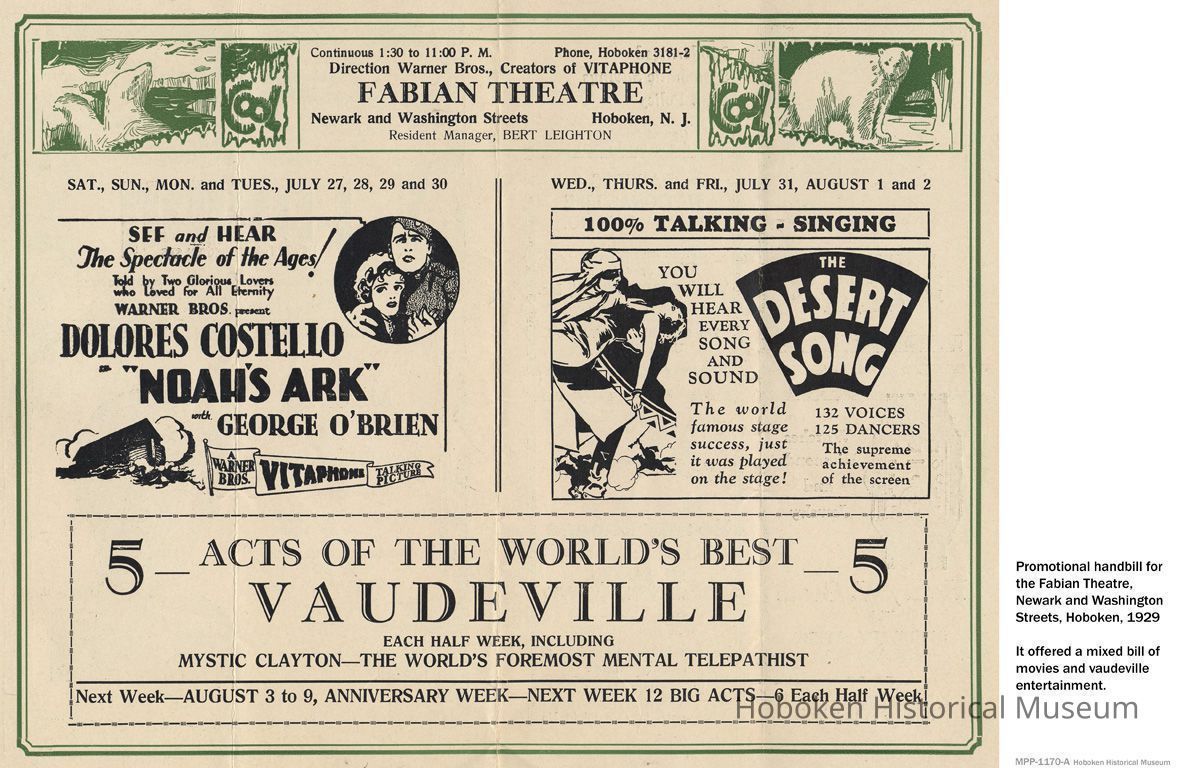 Continuous 1:30 to 11:00 P. M. Phone, Hoboken 3181-2
Direction Warner Bros., Creators of VITAPHONE
COOL
FABIAN THEATRE
COOL
Newark and Washington Streets Hoboken, N. J.
Resident Manager, BERT LEIGHTON
SAT., SUN., MON. and TUES., JULY 27, 28, 29 and 30
SEE and HEAR
The Spectacle of the Ages!
Told by Two Glorious Lovers
who Loved for All Eternity
WARNER BROS. present
DOLORES COSTELLO
in "NOAH'S ARK"
with GEORGE O'BRIEN
A
WARNER
BROS.
VITAPHONE
TALKING
PICTURE
WED., THURS. and FRI., JULY 31, AUGUST 1 and 2
100% TALKING - SINGING
YOU
WILL
HEAR
EVERY
SONG
AND
SOUND
THE
DESERT
SONG
The world
famous stage
success, just
it was played
on the stage!
132 VOICES
125 DANCERS
The supreme
achievement
of the screen
5 — ACTS OF THE WORLD'S BEST — 5
VAUDEVILLE
EACH HALF WEEK, INCLUDING
MYSTIC CLAYTON—THE WORLD'S FOREMOST MENTAL TELEPATHIST
Next Week—AUGUST 3 to 9, ANNIVERSARY WEEK—NEXT WEEK 12 BIG ACTS—6 Each Half Week
Hoboken Historical Museum
Promotional handbill for
the Fabian Theatre,
Newark and Washington
Streets, Hoboken, 1929
It offered a mixed bill of
movies and vaudeville
entertainment.
MPP-1170-A Hoboken Historical Museum